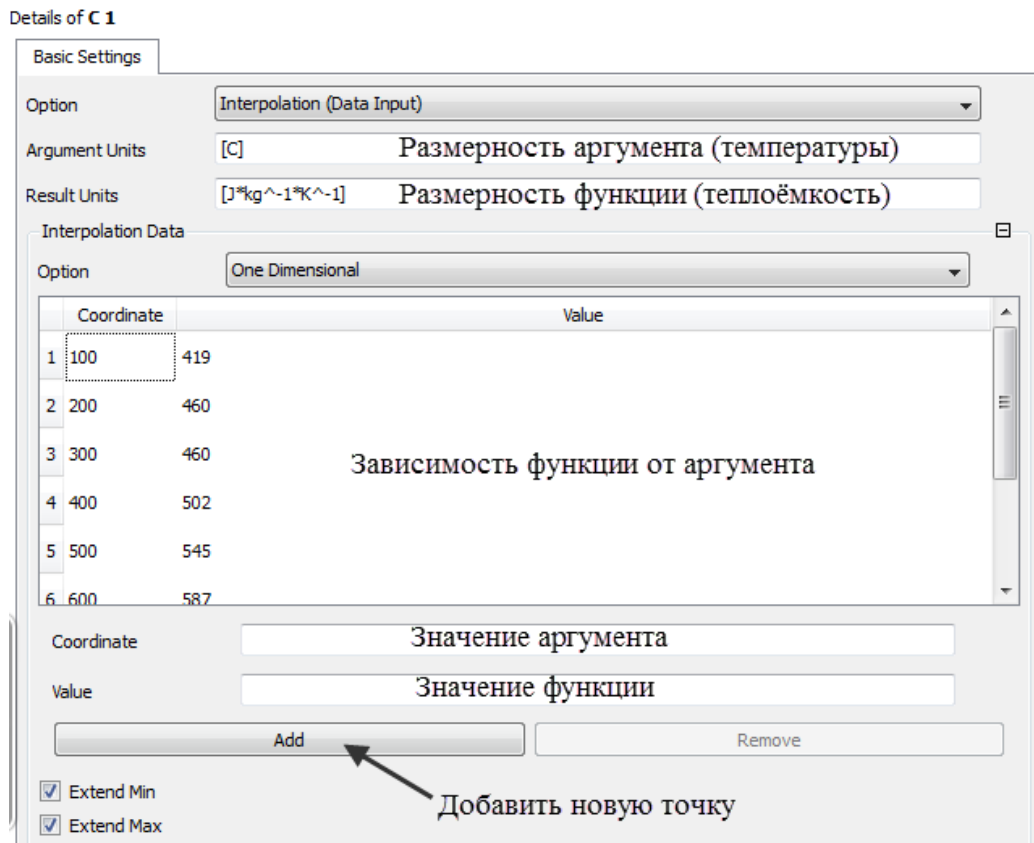 Details of C 1
Basic Settings
Option Interpolation (Data Input)
Argument Units [C] Размерность аргумента (температуры)
Result Units [J*kg^-1*K^-1] Размерность функции (теплоёмкость)
Interpolation Data
Option One Dimensional
Coordinate Value
1 100 419
2 200 460
3 300 460
Зависимость функции от аргумента
4 400 502
5 500 545
6 600 587
Coordinate Значение аргумента
Value Значение функции
Add Remove
Extend Min
Добавить новую точку
Extend Max